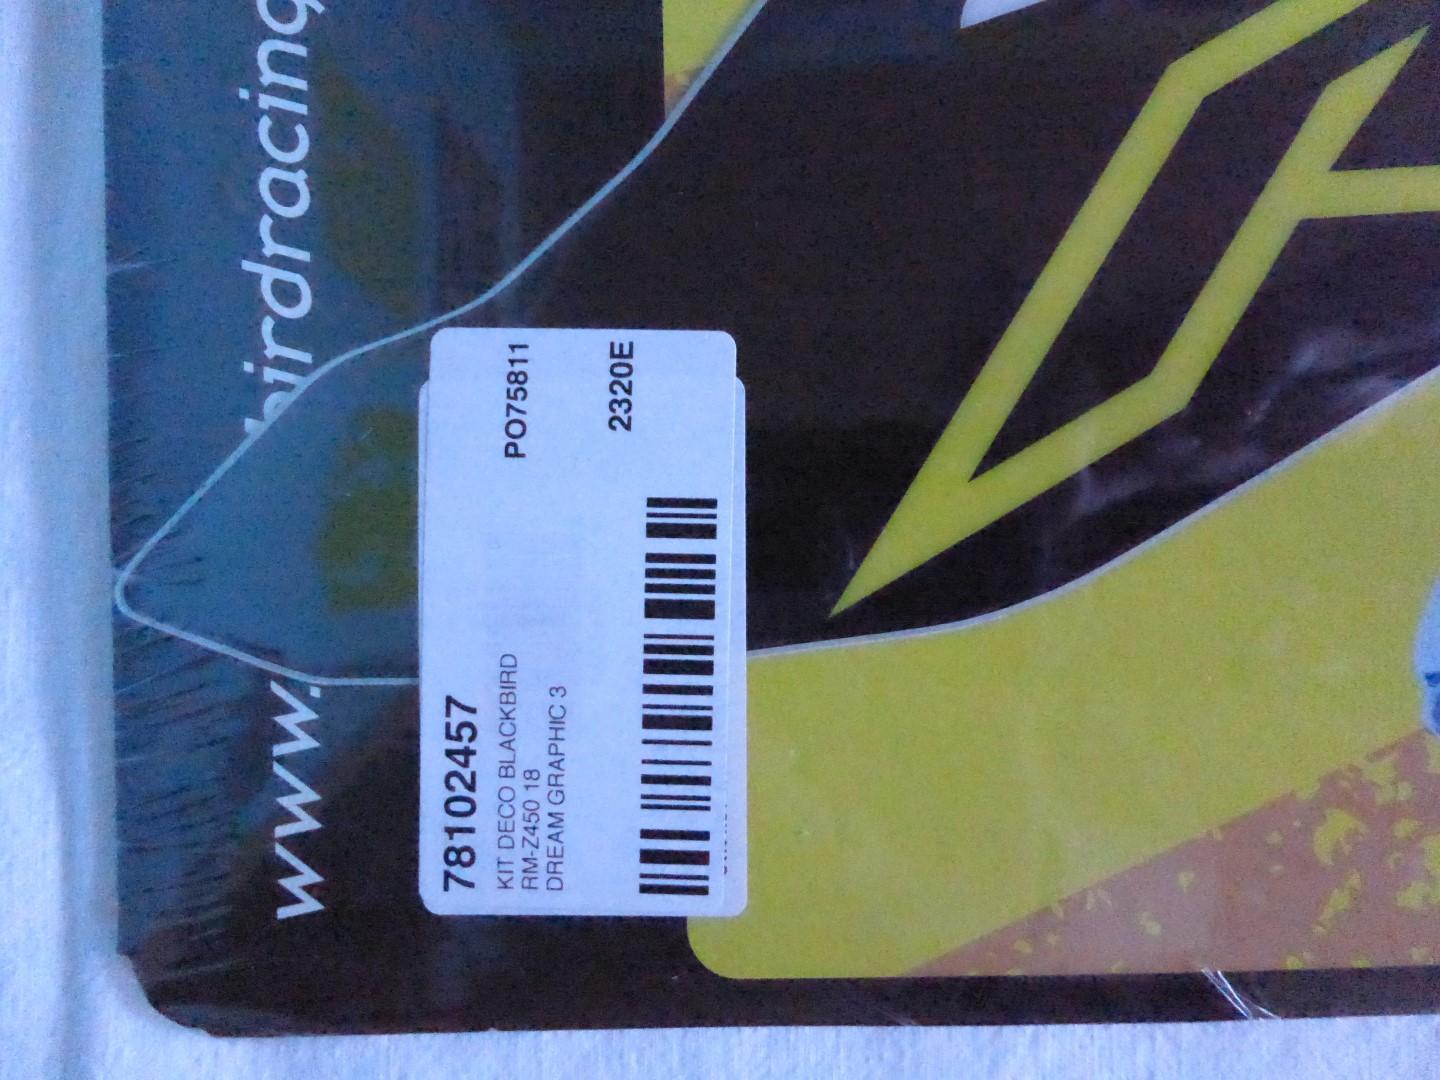 www.
birdracing
78102457
PO75811
KIT DECO BLACKBIRD
RM-Z450 18
DREAM GRAPHIC 3
2320E